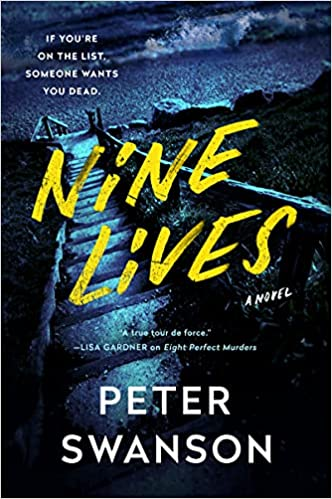 IF YOU'RE
ON THE LIST,
SOMEONE WANTS
YOU DEAD.
NiNE
LiVES
A NOVEL
"A true tour de force."
—LISA GARDNER on Eight Perfect Murders
PETER
SWANSON